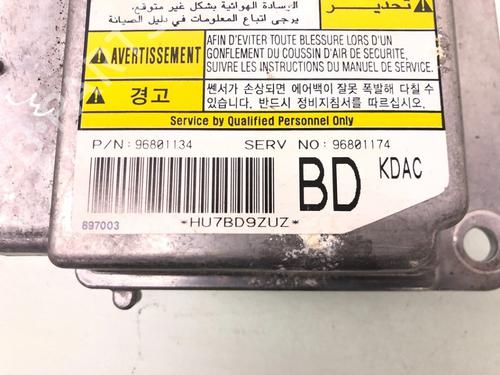 الوسادة الهوائية بشكل غير متوقع.
يرجى اتباع المعلومات في دليل الصيانة
تحذير
AVERTISSEMENT
AFIN D'EVITER TOUTE BLESSURE LORS D'UN
GONFLEMENT DU COUSSIN D'AIR DE SECURITE,
SUIVRE LES INSTRUCTIONS DU MANUEL DE SERVICE.
경고
쎈서가 손상되면 에어백이 잘못 폭발해 다칠 수
있습니다. 반드시 정비지침서를 따르십시오.
Service by Qualified Personnel Only
P/N: 96801134 SERV NO: 96801174
BD KDAC
697003
*HU7BD9ZUZ*